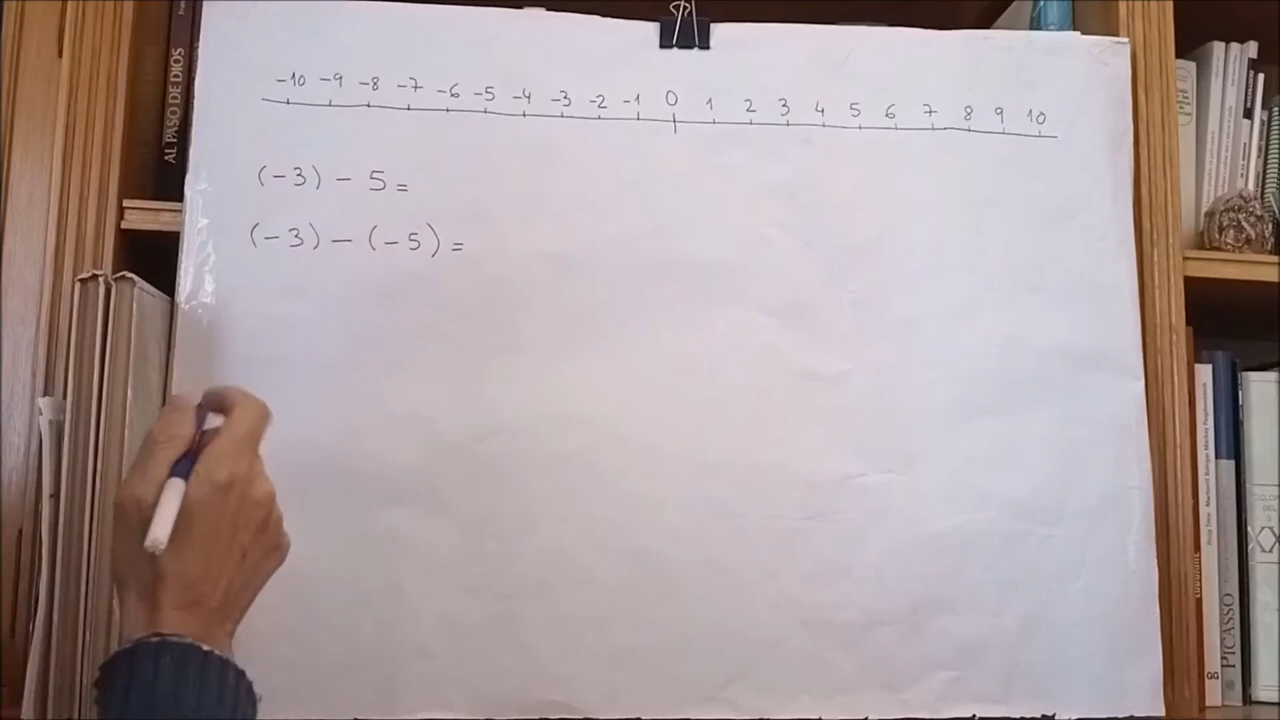 -10 -9 -8 -7 -6 -5 -4 -3 -2 -1 0 1 2 3 4 5 6 7 8 9 10
(-3) - 5 =
(-3) - (-5) =
AL PASO DE DIOS
PICASSO
GG